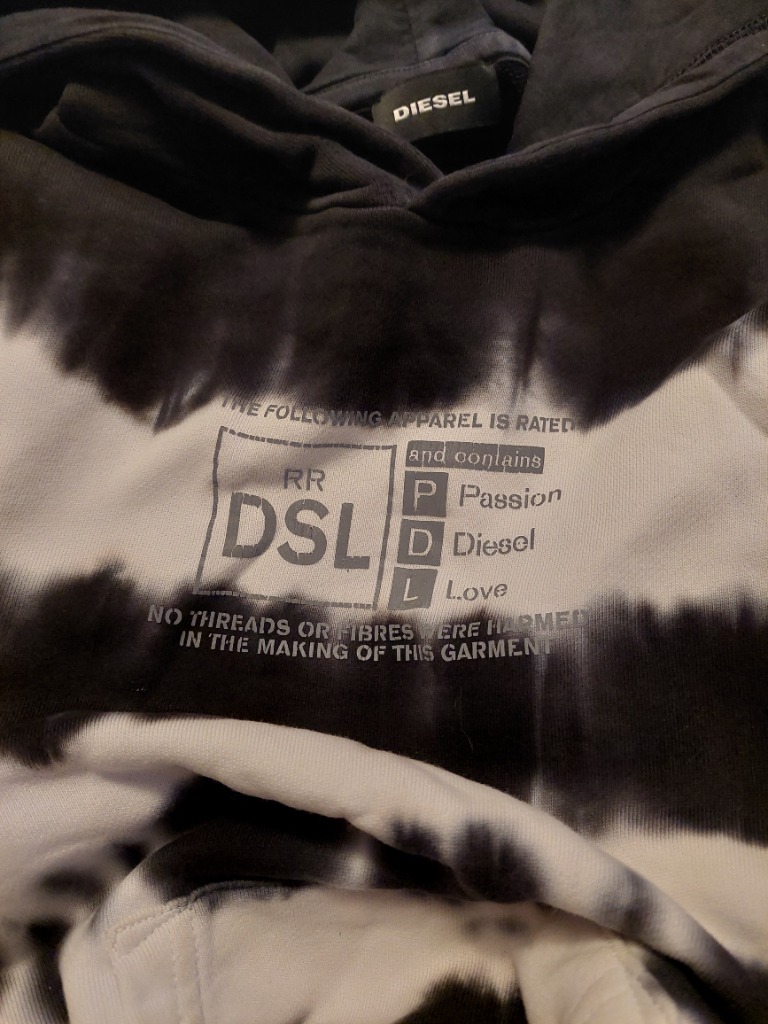 DIESEL
THE FOLLOWING APPAREL IS RATED
RR
DSL
and contains
P Passion
D Diesel
L Love
NO THREADS OR FIBRES WERE HARMED
IN THE MAKING OF THIS GARMENT